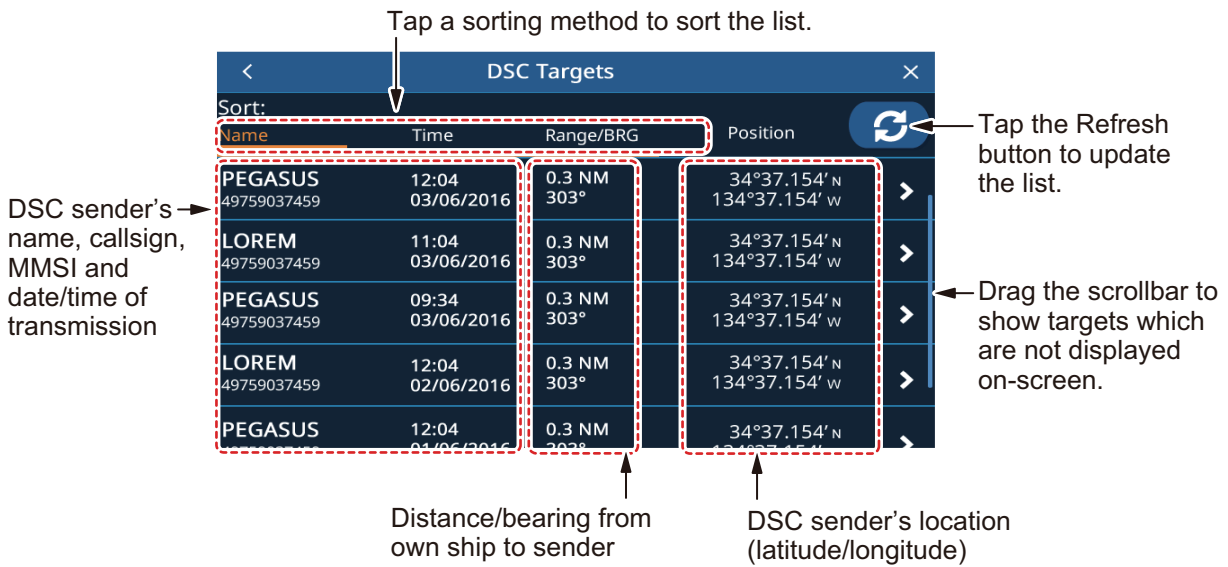 Tap a sorting method to sort the list.
< DSC Targets ×
Sort:
Name Time Range/BRG Position
Tap the Refresh
button to update
the list.
DSC sender's
name, callsign,
MMSI and
date/time of
transmission
PEGASUS 12:04 0.3 NM 34°37.154′ N
49759037459 03/06/2016 303° 134°37.154′ W
LOREM 11:04 0.3 NM 34°37.154′ N
49759037459 03/06/2016 303° 134°37.154′ W
PEGASUS 09:34 0.3 NM 34°37.154′ N
49759037459 03/06/2016 303° 134°37.154′ W
LOREM 12:04 0.3 NM 34°37.154′ N
49759037459 02/06/2016 303° 134°37.154′ W
PEGASUS 12:04 0.3 NM 34°37.154′ N
Drag the scrollbar to
show targets which
are not displayed
on-screen.
Distance/bearing from
own ship to sender
DSC sender's location
(latitude/longitude)